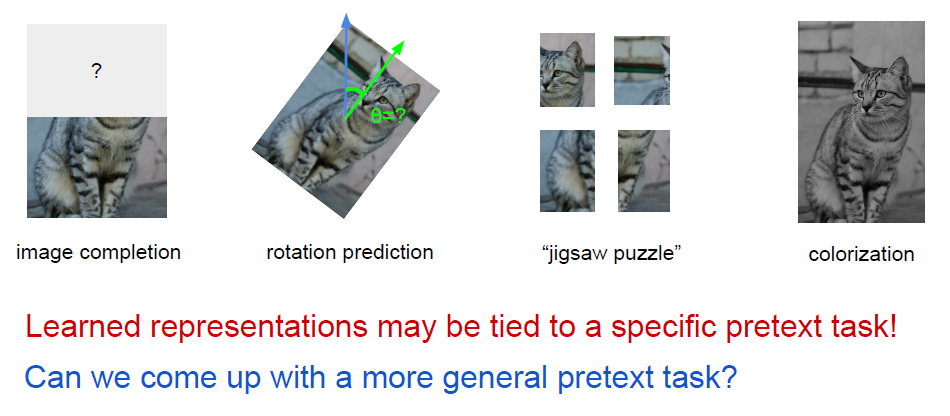 ?
θ=?
image completion
rotation prediction
“jigsaw puzzle”
colorization
Learned representations may be tied to a specific pretext task!
Can we come up with a more general pretext task?